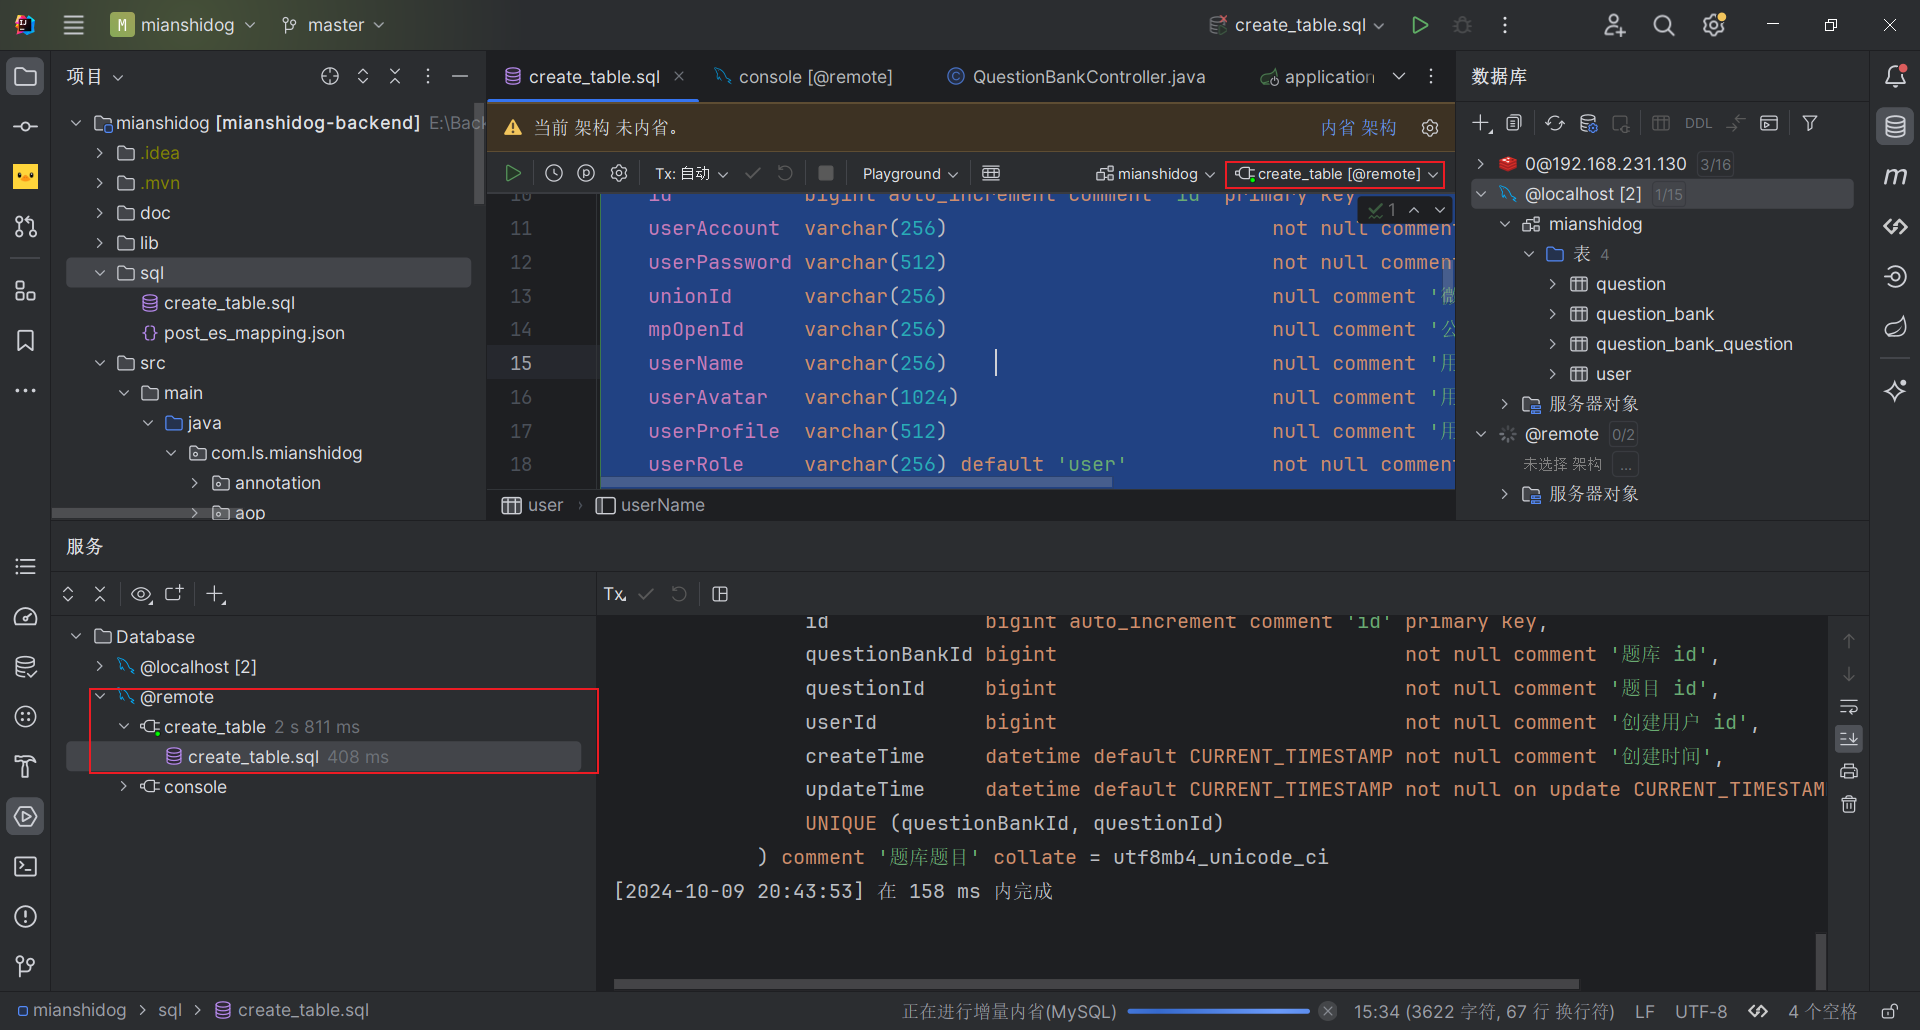 M mianshidog master create_table.sql
项目
mianshidog [mianshidog-backend] E:\Back
.idea
.mvn
doc
lib
sql
create_table.sql
post_es_mapping.json
src
main
java
com.ls.mianshidog
annotation
aop
create_table.sql console [@remote] QuestionBankController.java application
当前 架构 未内省。 内省 架构
Tx: 自动 Playground mianshidog create_table [@remote]
10 id bigint auto_increment comment 'id' primary key
11 userAccount varchar(256) not null comment
12 userPassword varchar(512) not null comment
13 unionId varchar(256) null comment '微
14 mpOpenId varchar(256) null comment '公
15 userName varchar(256) null comment '用
16 userAvatar varchar(1024) null comment '用
17 userProfile varchar(512) null comment '用
18 userRole varchar(256) default 'user' not null comment
1
user › userName
数据库
DDL
0@192.168.231.130 3/16
@localhost [2] 1/15
mianshidog
表 4
question
question_bank
question_bank_question
user
服务器对象
@remote 0/2
未选择 架构 ...
服务器对象
服务
Tx
Database
@localhost [2]
@remote
create_table 2 s 811 ms
create_table.sql 408 ms
console
id bigint auto_increment comment 'id' primary key,
questionBankId bigint not null comment '题库 id',
questionId bigint not null comment '题目 id',
userId bigint not null comment '创建用户 id',
createTime datetime default CURRENT_TIMESTAMP not null comment '创建时间',
updateTime datetime default CURRENT_TIMESTAMP not null on update CURRENT_TIMESTAM
UNIQUE (questionBankId, questionId)
) comment '题库题目' collate = utf8mb4_unicode_ci
[2024-10-09 20:43:53] 在 158 ms 内完成
mianshidog > sql > create_table.sql 正在进行增量内省(MySQL) 15:34 (3622 字符, 67 行 换行符) LF UTF-8 4 个空格